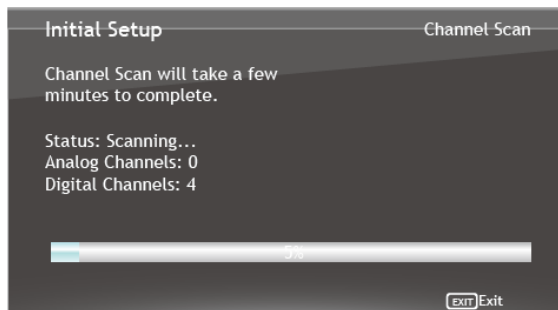 Initial Setup
Channel Scan
Channel Scan will take a few
minutes to complete.
Status: Scanning...
Analog Channels: 0
Digital Channels: 4
5%
EXIT Exit